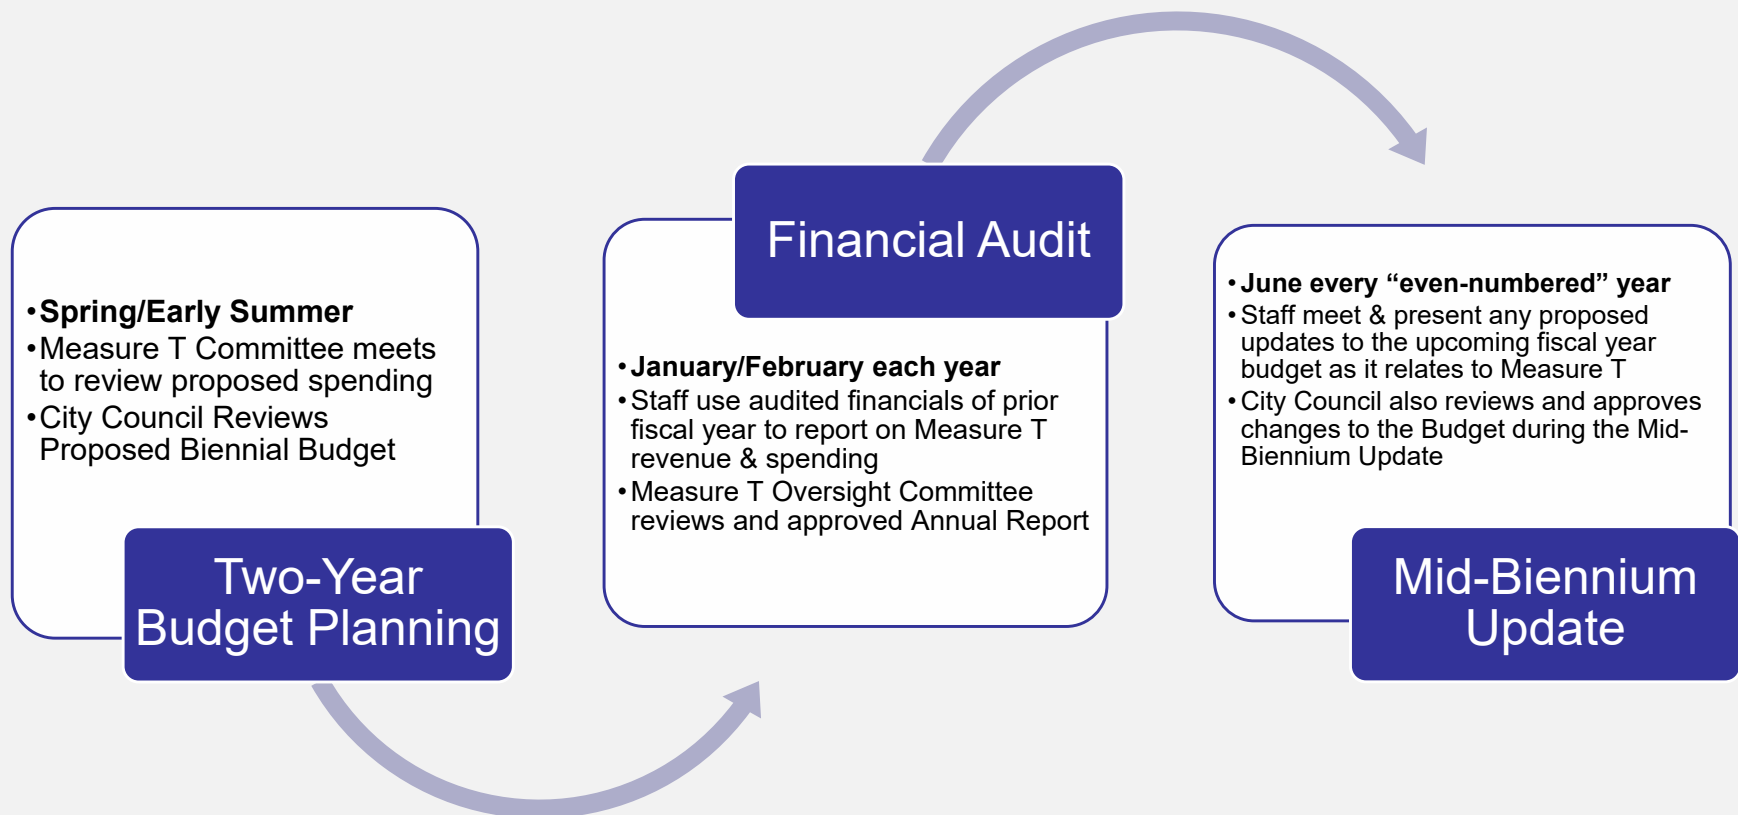 •Spring/Early Summer
•Measure T Committee meets
to review proposed spending
•City Council Reviews
Proposed Biennial Budget
Two-Year
Budget Planning
Financial Audit
•January/February each year
•Staff use audited financials of prior
fiscal year to report on Measure T
revenue & spending
•Measure T Oversight Committee
reviews and approved Annual Report
•June every “even-numbered” year
•Staff meet & present any proposed
updates to the upcoming fiscal year
budget as it relates to Measure T
•City Council also reviews and approves
changes to the Budget during the Mid-
Biennium Update
Mid-Biennium
Update